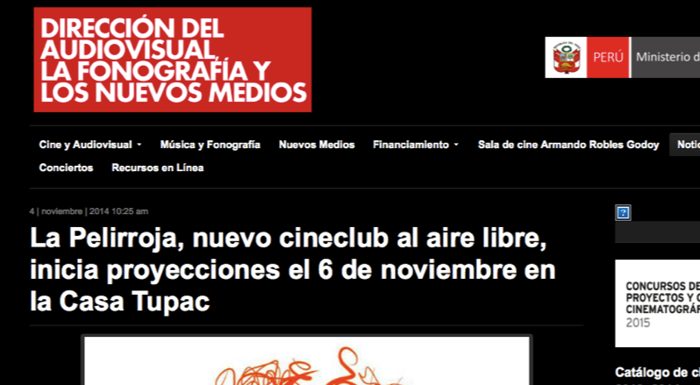 DIRECCIÓN DEL
AUDIOVISUAL,
LA FONOGRAFÍA Y
LOS NUEVOS MEDIOS
PERÚ Ministerio d
Cine y Audiovisual Música y Fonografía Nuevos Medios Financiamiento Sala de cine Armando Robles Godoy Notic
Conciertos Recursos en Línea
4 | noviembre | 2014 10:25 am
La Pelirroja, nuevo cineclub al aire libre,
inicia proyecciones el 6 de noviembre en
la Casa Tupac
CONCURSOS DE
PROYECTOS Y O
CINEMATOGRÁF
2015
Catálogo de ci